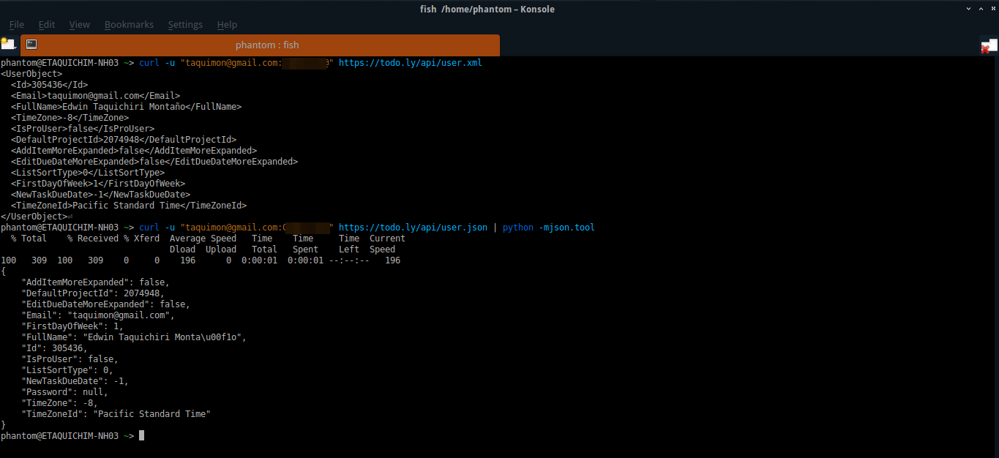 fish /home/phantom – Konsole
File Edit View Bookmarks Settings Help
phantom : fish
phantom@ETAQUICHIM-NH03 ~> curl -u "taquimon@gmail.com: @" https://todo.ly/api/user.xml
<UserObject>
  <Id>305436</Id>
  <Email>taquimon@gmail.com</Email>
  <FullName>Edwin Taquichiri Montaño</FullName>
  <TimeZone>-8</TimeZone>
  <IsProUser>false</IsProUser>
  <DefaultProjectId>2074948</DefaultProjectId>
  <AddItemMoreExpanded>false</AddItemMoreExpanded>
  <EditDueDateMoreExpanded>false</EditDueDateMoreExpanded>
  <ListSortType>0</ListSortType>
  <FirstDayOfWeek>1</FirstDayOfWeek>
  <NewTaskDueDate>-1</NewTaskDueDate>
  <TimeZoneId>Pacific Standard Time</TimeZoneId>
</UserObject>⏎
phantom@ETAQUICHIM-NH03 ~> curl -u "taquimon@gmail.com: " https://todo.ly/api/user.json | python -mjson.tool
  % Total    % Received % Xferd  Average Speed   Time    Time     Time  Current
                                 Dload  Upload   Total   Spent    Left  Speed
100   309  100   309    0     0    196      0  0:00:01  0:00:01 --:--:--   196
{
    "AddItemMoreExpanded": false,
    "DefaultProjectId": 2074948,
    "EditDueDateMoreExpanded": false,
    "Email": "taquimon@gmail.com",
    "FirstDayOfWeek": 1,
    "FullName": "Edwin Taquichiri Monta\u00f1o",
    "Id": 305436,
    "IsProUser": false,
    "ListSortType": 0,
    "NewTaskDueDate": -1,
    "Password": null,
    "TimeZone": -8,
    "TimeZoneId": "Pacific Standard Time"
}
phantom@ETAQUICHIM-NH03 ~>